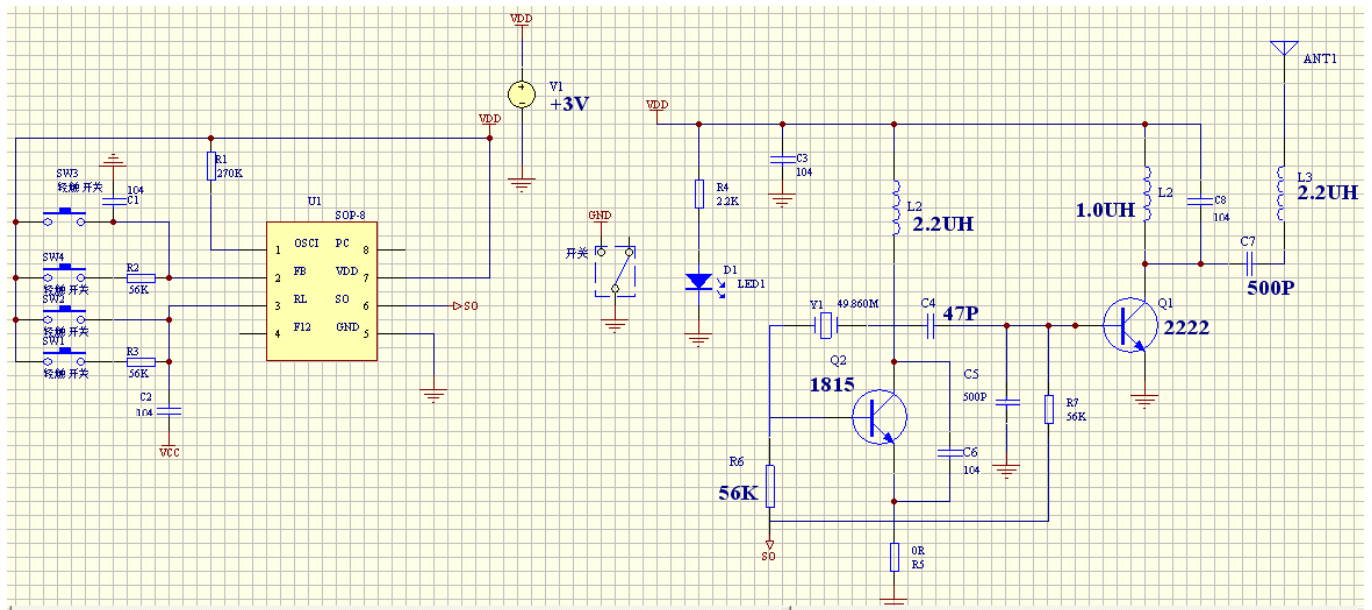 VDD
V1
+3V
VDD
SW3
轻触开关
104
C1
R1
270K
U1
SOP-8
1 OSCI PC 8
2 FB VDD 7
3 RL SO 6
4 F12 GND 5
SO
SW4
轻触开关
R2
56K
SW2
轻触开关
SW1
轻触开关
R3
56K
C2
104
VCC
GND
开关
VDD
C3
104
R4
2.2K
D1
LED1
L2
2.2UH
Y1
49.860M
C4
47P
Q2
1815
C5
500P
R7
56K
C6
104
R6
56K
SO
0R
R5
1.0UH
L2
C8
104
C7
500P
Q1
2222
L3
2.2UH
ANT1